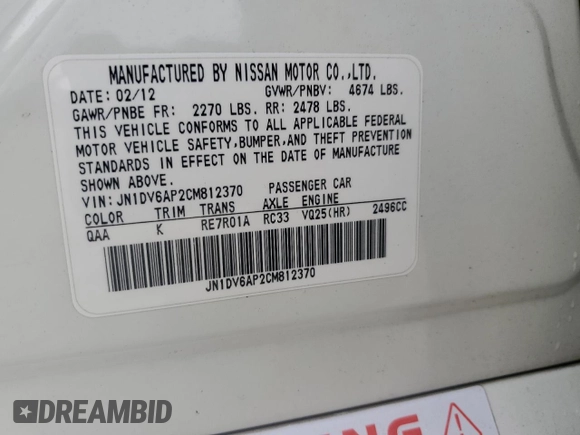 MANUFACTURED BY NISSAN MOTOR CO.,LTD.
DATE: 02/12 GVWR/PNBV: 4674 LBS.
GAWR/PNBE FR: 2270 LBS. RR: 2478 LBS.
THIS VEHICLE CONFORMS TO ALL APPLICABLE FEDERAL
MOTOR VEHICLE SAFETY,BUMPER,AND THEFT PREVENTION
STANDARDS IN EFFECT ON THE DATE OF MANUFACTURE
SHOWN ABOVE.
VIN: JN1DV6AP2CM812370 PASSENGER CAR
COLOR TRIM TRANS AXLE ENGINE
QAA K RE7R01A RC33 VQ25(HR) 2496CC
JN1DV6AP2CM812370
DREAMBID